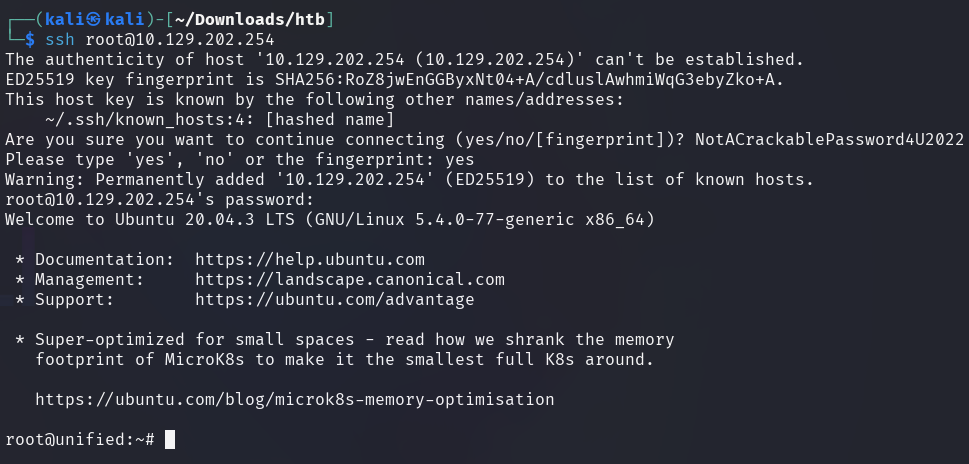 ┌──(kali㉿kali)-[~/Downloads/htb]
└─$ ssh root@10.129.202.254
The authenticity of host '10.129.202.254 (10.129.202.254)' can't be established.
ED25519 key fingerprint is SHA256:RoZ8jwEnGGByxNt04+A/cdluslAwhmiWqG3ebyZko+A.
This host key is known by the following other names/addresses:
    ~/.ssh/known_hosts:4: [hashed name]
Are you sure you want to continue connecting (yes/no/[fingerprint])? NotACrackablePassword4U2022
Please type 'yes', 'no' or the fingerprint: yes
Warning: Permanently added '10.129.202.254' (ED25519) to the list of known hosts.
root@10.129.202.254's password:
Welcome to Ubuntu 20.04.3 LTS (GNU/Linux 5.4.0-77-generic x86_64)

 * Documentation:  https://help.ubuntu.com
 * Management:     https://landscape.canonical.com
 * Support:        https://ubuntu.com/advantage

 * Super-optimized for small spaces - read how we shrank the memory
   footprint of MicroK8s to make it the smallest full K8s around.

   https://ubuntu.com/blog/microk8s-memory-optimisation

root@unified:~#